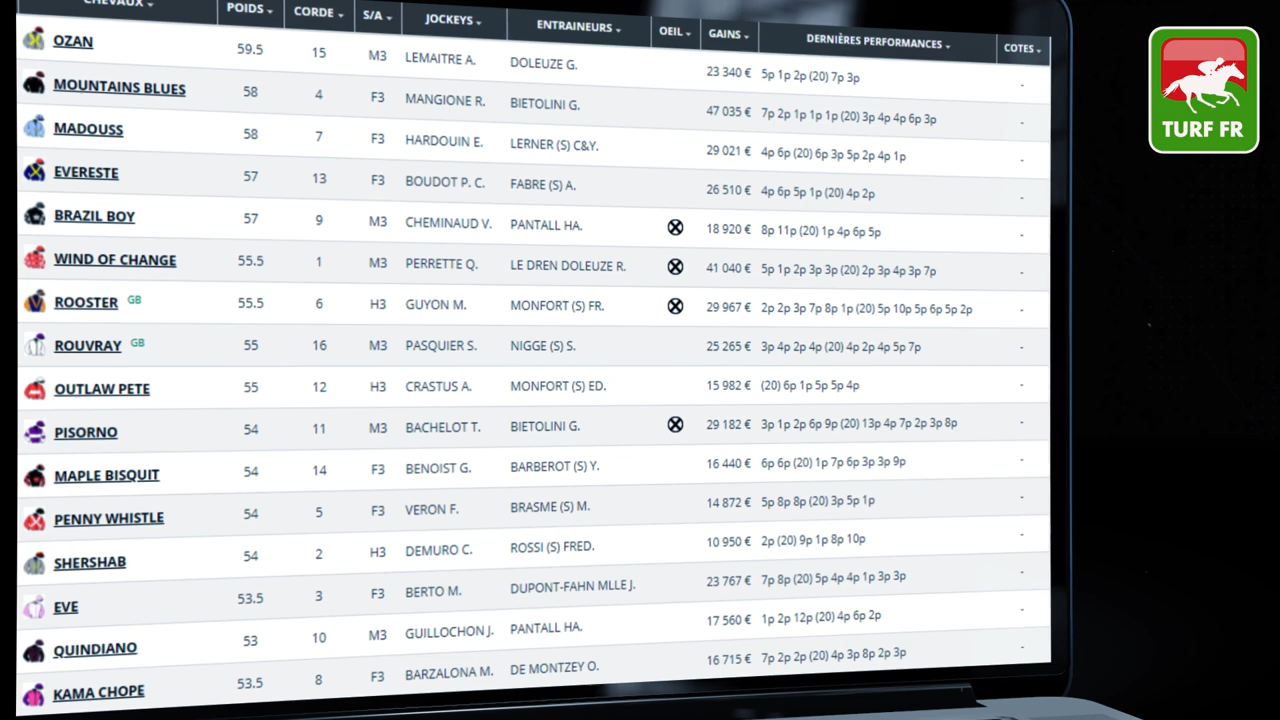 CHEVAUX POIDS CORDE S/A JOCKEYS ENTRAINEURS OEIL GAINS DERNIÈRES PERFORMANCES COTES
OZAN 59.5 15 M3 LEMAITRE A. DOLEUZE G. 23 340 € 5p 1p 2p (20) 7p 3p -
MOUNTAINS BLUES 58 4 F3 MANGIONE R. BIETOLINI G. 47 035 € 7p 2p 1p 1p 1p (20) 3p 4p 4p 6p 3p -
MADOUSS 58 7 F3 HARDOUIN E. LERNER (S) C&Y. 29 021 € 4p 6p (20) 6p 3p 5p 2p 4p 1p -
EVERESTE 57 13 F3 BOUDOT P. C. FABRE (S) A. 26 510 € 4p 6p 5p 1p (20) 4p 2p -
BRAZIL BOY 57 9 M3 CHEMINAUD V. PANTALL HA. 18 920 € 8p 11p (20) 1p 4p 6p 5p -
WIND OF CHANGE 55.5 1 M3 PERRETTE Q. LE DREN DOLEUZE R. 41 040 € 5p 1p 2p 3p 3p (20) 2p 3p 4p 3p 7p -
ROOSTER GB 55.5 6 H3 GUYON M. MONFORT (S) FR. 29 967 € 2p 2p 3p 7p 8p 1p (20) 5p 10p 5p 6p 5p 2p -
ROUVRAY GB 55 16 M3 PASQUIER S. NIGGE (S) S. 25 265 € 3p 4p 2p 4p (20) 4p 2p 4p 5p 7p -
OUTLAW PETE 55 12 H3 CRASTUS A. MONFORT (S) ED. 15 982 € (20) 6p 1p 5p 5p 4p -
PISORNO 54 11 M3 BACHELOT T. BIETOLINI G. 29 182 € 3p 1p 2p 6p 9p (20) 13p 4p 7p 2p 3p 8p -
MAPLE BISQUIT 54 14 F3 BENOIST G. BARBEROT (S) Y. 16 440 € 6p 6p (20) 1p 7p 6p 3p 3p 9p -
PENNY WHISTLE 54 5 F3 VERON F. BRASME (S) M. 14 872 € 5p 8p 8p (20) 3p 5p 1p -
SHERSHAB 54 2 H3 DEMURO C. ROSSI (S) FRED. 10 950 € 2p (20) 9p 1p 8p 10p -
EVE 53.5 3 F3 BERTO M. DUPONT-FAHN MLLE J. 23 767 € 7p 8p (20) 5p 4p 4p 1p 3p 3p -
QUINDIANO 53 10 M3 GUILLOCHON J. PANTALL HA. 17 560 € 1p 2p 12p (20) 4p 6p 2p -
KAMA CHOPE 53.5 8 F3 BARZALONA M. DE MONTZEY O. 16 715 € 7p 2p 2p (20) 4p 3p 8p 2p 3p -
TURF FR